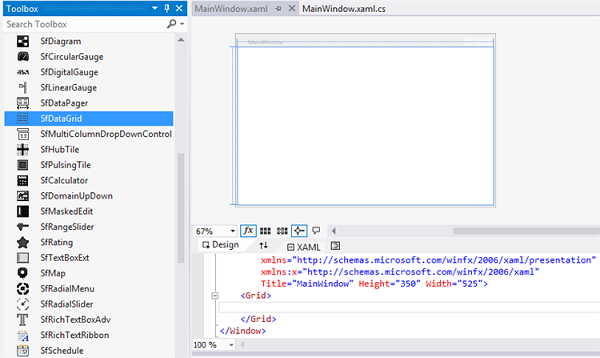 Toolbox
Search Toolbox
SfDiagram
SfCircularGauge
SfDigitalGauge
SfLinearGauge
SfDataPager
SfDataGrid
SfMultiColumnDropDownControl
SfHubTile
SfPulsingTile
SfCalculator
SfDomainUpDown
SfMaskedEdit
SfRangeSlider
SfRating
SfTextBoxExt
SfMap
SfRadialMenu
SfRadialSlider
SfRichTextBoxAdv
SfRichTextRibbon
SfSchedule
MainWindow.xaml MainWindow.xaml.cs
MainWindow
67% fx
Design XAML
xmlns="http://schemas.microsoft.com/winfx/2006/xaml/presentation"
xmlns:x="http://schemas.microsoft.com/winfx/2006/xaml"
Title="MainWindow" Height="350" Width="525">
<Grid>
</Grid>
</Window>
100 %